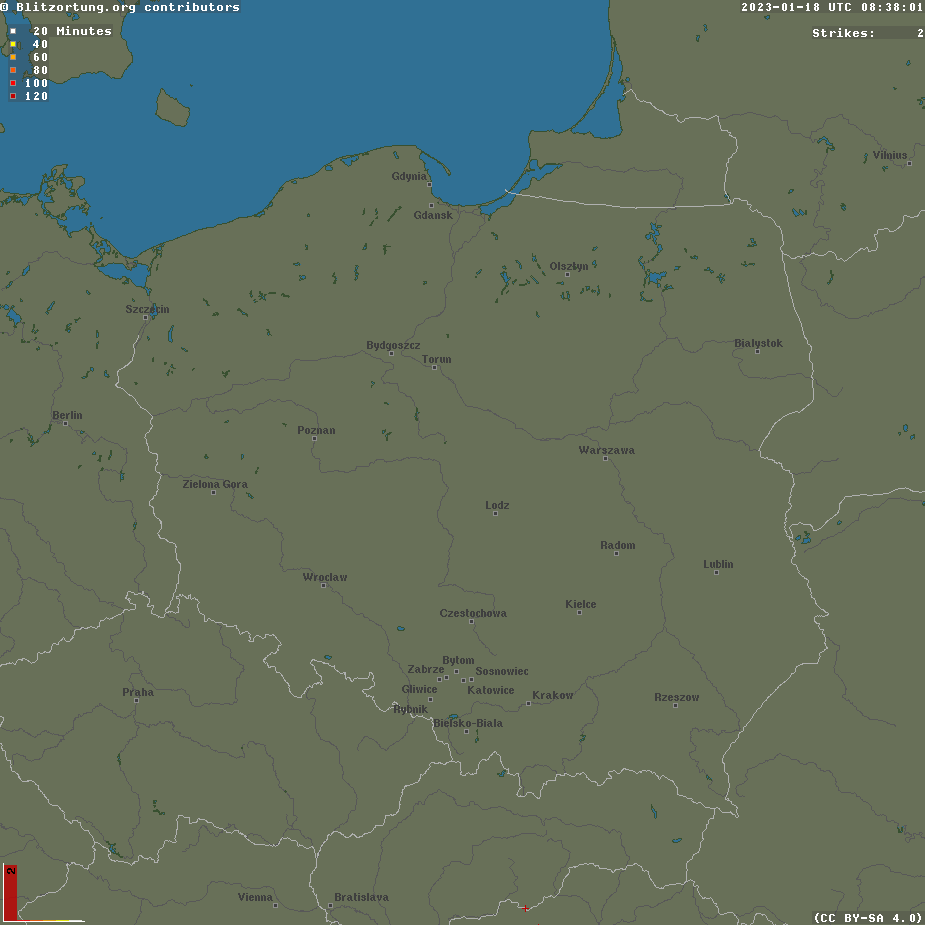 © Blitzortung.org contributors
2023-01-18 UTC 08:38:01
Strikes: 2
20 Minutes
40
60
80
100
120
Vilnius
Gdynia
Gdansk
Olsztyn
Szczecin
Bydgoszcz
Bialystok
Torun
Berlin
Poznan
Warszawa
Zielona Gora
Lodz
Radom
Lublin
Wroclaw
Kielce
Czestochowa
Bytom
Zabrze
Sosnowiec
Gliwice
Katowice
Praha
Krakow
Rzeszow
Rybnik
Bielsko-Biala
2
Vienna
Bratislava
(CC BY-SA 4.0)